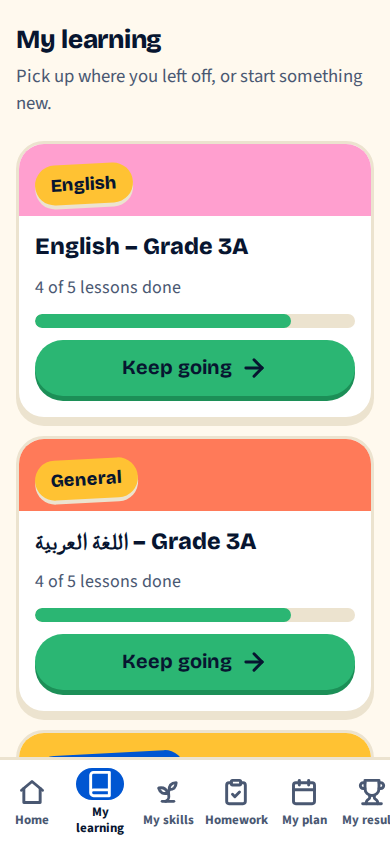 My learning
Pick up where you left off, or start something
new.
English
English – Grade 3A
4 of 5 lessons done
Keep going
General
اللغة العربية – Grade 3A
4 of 5 lessons done
Keep going
Home
My
learning
My skills
Homework
My plan
My resul